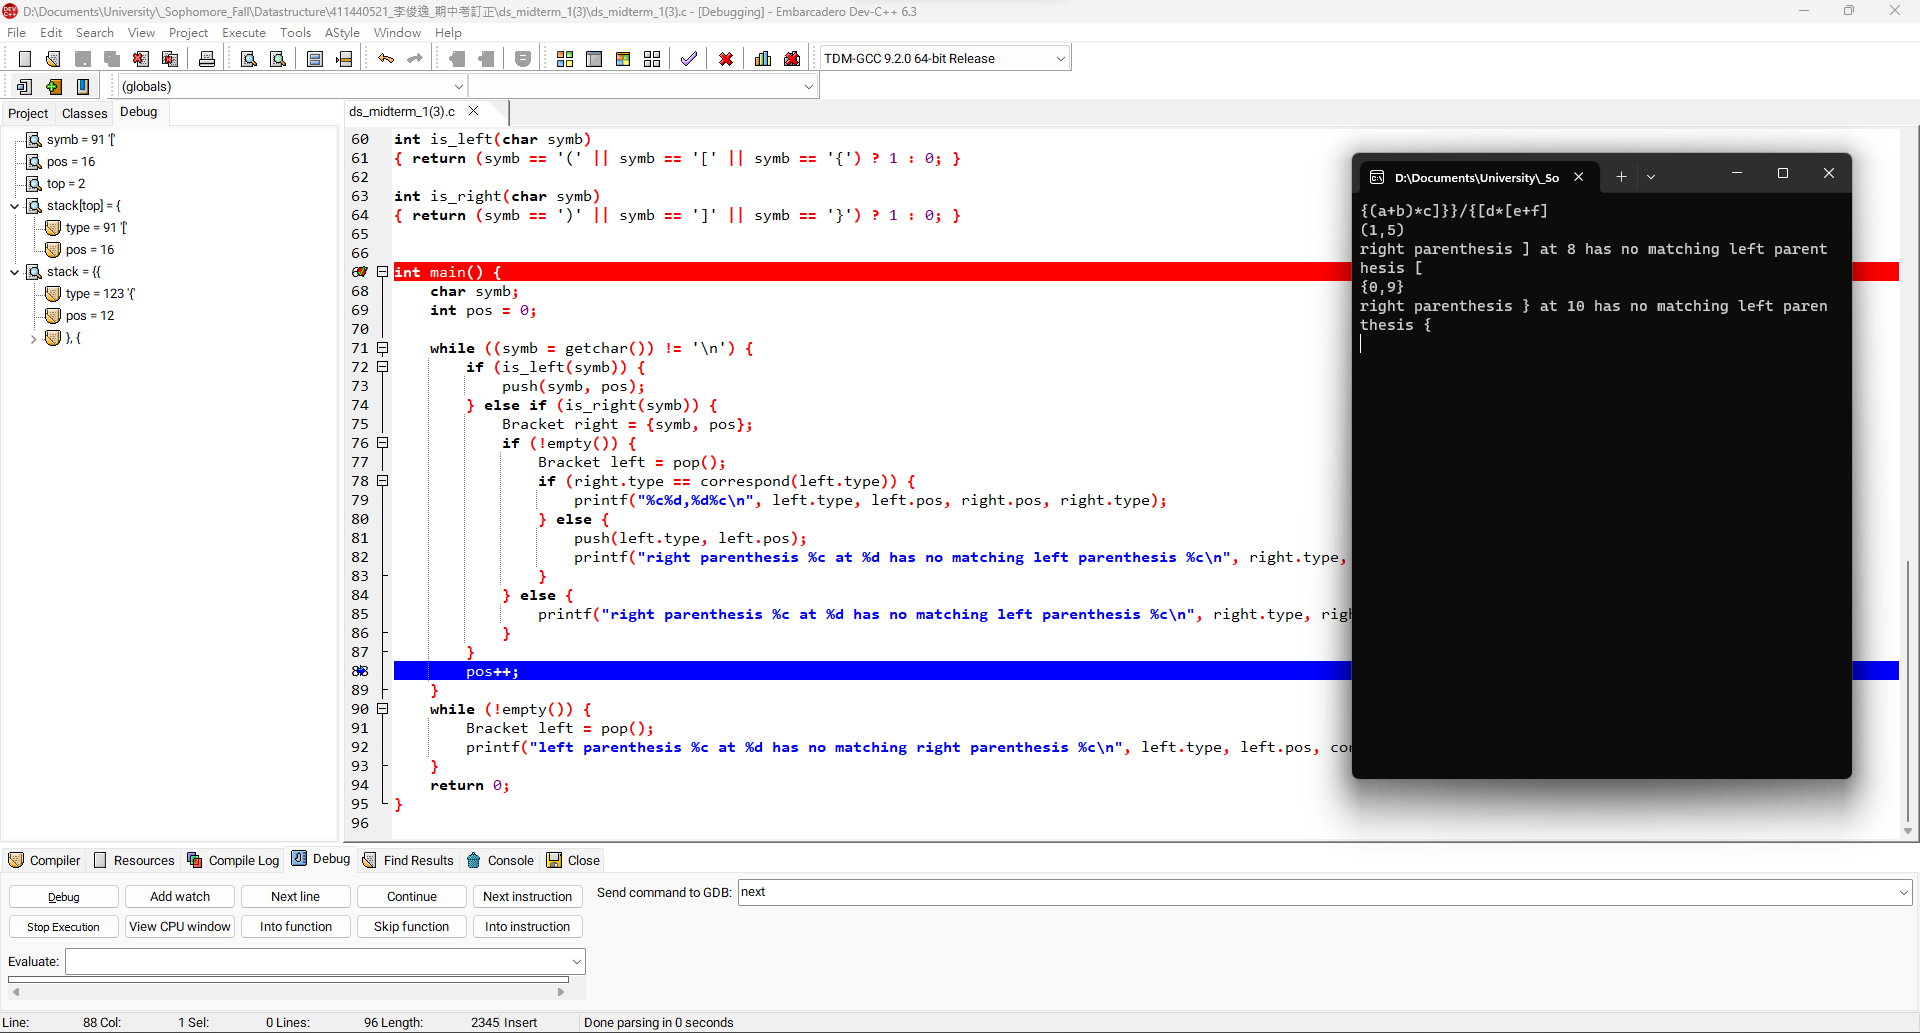 D:\Documents\University\_Sophomore_Fall\Datastructure\411440521_李俊逸_期中考訂正\ds_midterm_1(3)\ds_midterm_1(3).c - [Debugging] - Embarcadero Dev-C++ 6.3
File Edit Search View Project Execute Tools AStyle Window Help
TDM-GCC 9.2.0 64-bit Release
(globals)
Project Classes Debug
ds_midterm_1(3).c
symb = 91 '['
pos = 16
top = 2
stack[top] = {
type = 91 '['
pos = 16
stack = {{
type = 123 '{'
pos = 12
}, {
60 int is_left(char symb)
61 { return (symb == '(' || symb == '[' || symb == '{') ? 1 : 0; }
62
63 int is_right(char symb)
64 { return (symb == ')' || symb == ']' || symb == '}') ? 1 : 0; }
65
66
int main() {
68 char symb;
69 int pos = 0;
70
71 while ((symb = getchar()) != '\n') {
72 if (is_left(symb)) {
73 push(symb, pos);
74 } else if (is_right(symb)) {
75 Bracket right = {symb, pos};
76 if (!empty()) {
77 Bracket left = pop();
78 if (right.type == correspond(left.type)) {
79 printf("%c%d,%d%c\n", left.type, left.pos, right.pos, right.type);
80 } else {
81 push(left.type, left.pos);
82 printf("right parenthesis %c at %d has no matching left parenthesis %c\n", right.type,
83 }
84 } else {
85 printf("right parenthesis %c at %d has no matching left parenthesis %c\n", right.type, righ
86 }
87 }
88 pos++;
89 }
90 while (!empty()) {
91 Bracket left = pop();
92 printf("left parenthesis %c at %d has no matching right parenthesis %c\n", left.type, left.pos, co
93 }
94 return 0;
95 }
96
D:\Documents\University\_So
{(a+b)*c]}}/{[d*[e+f]
(1,5)
right parenthesis ] at 8 has no matching left parent
hesis [
{0,9}
right parenthesis } at 10 has no matching left paren
thesis {
Compiler Resources Compile Log Debug Find Results Console Close
Debug Add watch Next line Continue Next instruction Send command to GDB: next
Stop Execution View CPU window Into function Skip function Into instruction
Evaluate:
Line: 88 Col: 1 Sel: 0 Lines: 96 Length: 2345 Insert Done parsing in 0 seconds